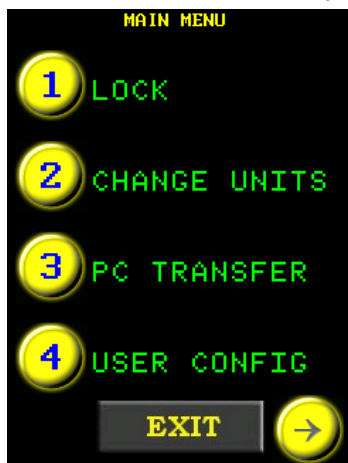 MAIN MENU
1 LOCK
2 CHANGE UNITS
3 PC TRANSFER
4 USER CONFIG
EXIT →